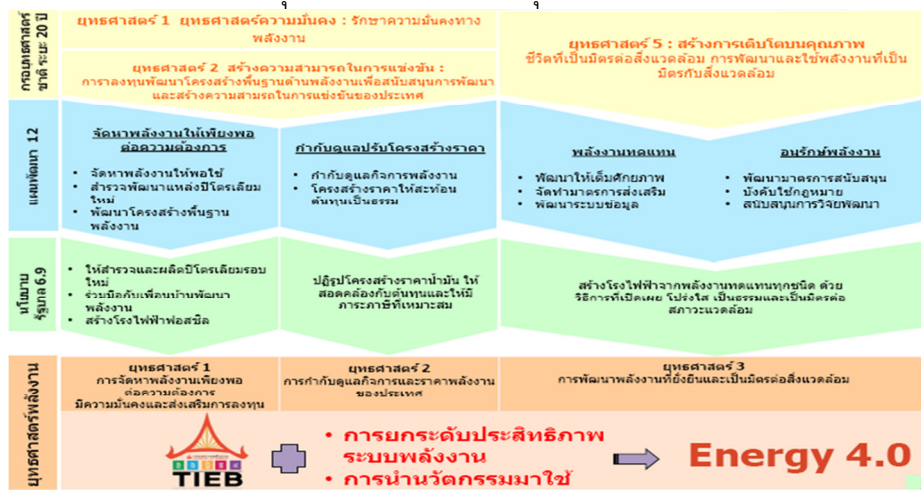 กรอบยุทธศาสตร์
ชาติ ระยะ 20 ปี
ยุทธศาสตร์ 1 ยุทธศาสตร์ความมั่นคง : รักษาความมั่นคงทาง
พลังงาน
ยุทธศาสตร์ 2 สร้างความสามารถในการแข่งขัน :
การาลงทุนพัฒนาโครงสร้างพื้นฐานด้านพลังงานเพื่อสนับสนุนการพัฒนา
และสร้างความสามรถในการแข่งขันของประเทศ
ยุทธศาสตร์ 5 : สร้างการเติบโตบนคุณภาพ
ชีวิตที่เป็นมิตรต่อสิ่งแวดล้อม การพัฒนาและใช้พลังงานที่เป็น
มิตรกับสิ่งแวดล้อม
แผนพัฒนา 12
จัดหาพลังงานให้เพียงพอ
ต่อความต้องการ
• จัดหาพลังงานให้พอใช้
• สำรวจพัฒนาแหล่งปิโตรเลียม
ใหม่
• พัฒนาโครงสร้างพื้นฐาน
พลังงาน
กำกับดูแลปรับโครงสร้างราคา
• กำกับดูแลกิจการพลังงาน
• โครงสร้างราคาให้สะท้อน
ต้นทุนเป็นธรรม
พลังงานทดแทน
• พัฒนาให้เต็มศักยภาพ
• จัดทำมาตรการส่งเสริม
• พัฒนาระบบข้อมูล
อนุรักษ์พลังงาน
• พัฒนามาตรการสนับสนุน
• บังคับใช้กฎหมาย
• สนับสนุนการวิจัยพัฒนา
นโยบาย
รัฐบาล 6.9
• ให้สำรวจและผลิตปิโตรเลียมรอบ
ใหม่
• ร่วมมือกับเพื่อนบ้านพัฒนา
พลังงาน
• สร้างโรงไฟฟ้าฟอสซิล
ปฏิรูปโครงสร้างราคาน้ำมัน ให้
สอดคล้องกับต้นทุนและให้มี
ภาระภาษีที่เหมาะสม
สร้างโรงไฟฟ้าจากพลังงานทดแทนทุกชนิด ด้วย
วิธีการที่เปิดเผย โปร่งใส เป็นธรรมและเป็นมิตรต่อ
สภาวะแวดล้อม
ยุทธศาสตร์พลังงาน
ยุทธศาสตร์ 1
การจัดหาพลังงานเพียงพอ
ต่อความต้องการ
มีความมั่นคงและส่งเสริมการลงทุน
ยุทธศาสตร์ 2
การกำกับดูแลกิจการและราคาพลังงาน
ของประเทศ
ยุทธศาสตร์ 3
การพัฒนาพลังงานที่ยั่งยืนและเป็นมิตรต่อสิ่งแวดล้อม
TIEB
• การยกระดับประสิทธิภาพ
ระบบพลังงาน
• การนำนวัตกรรมมาใช้
Energy 4.0